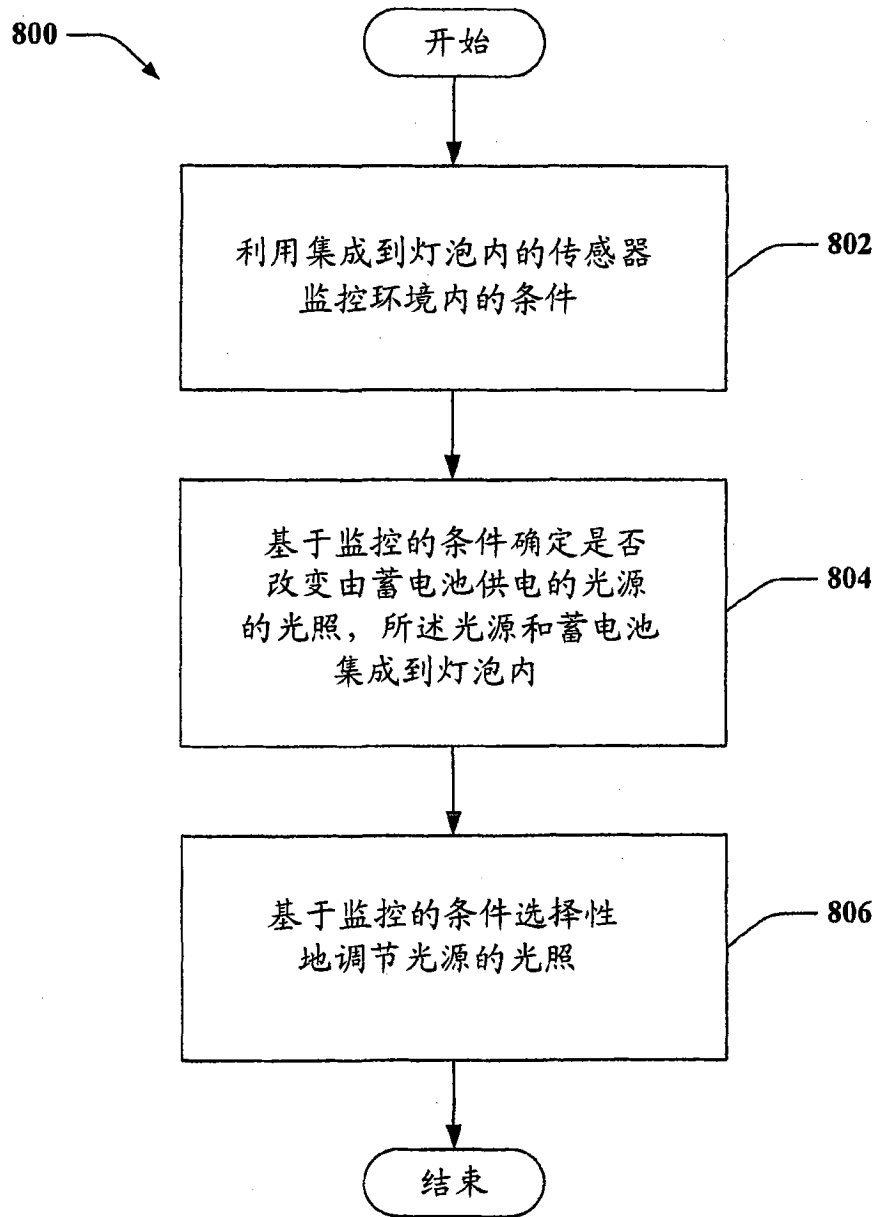 800
开始
利用集成到灯泡内的传感器
监控环境内的条件
802
基于监控的条件确定是否
改变由蓄电池供电的光源
的光照，所述光源和蓄电池
集成到灯泡内
804
基于监控的条件选择性
地调节光源的光照
806
结束